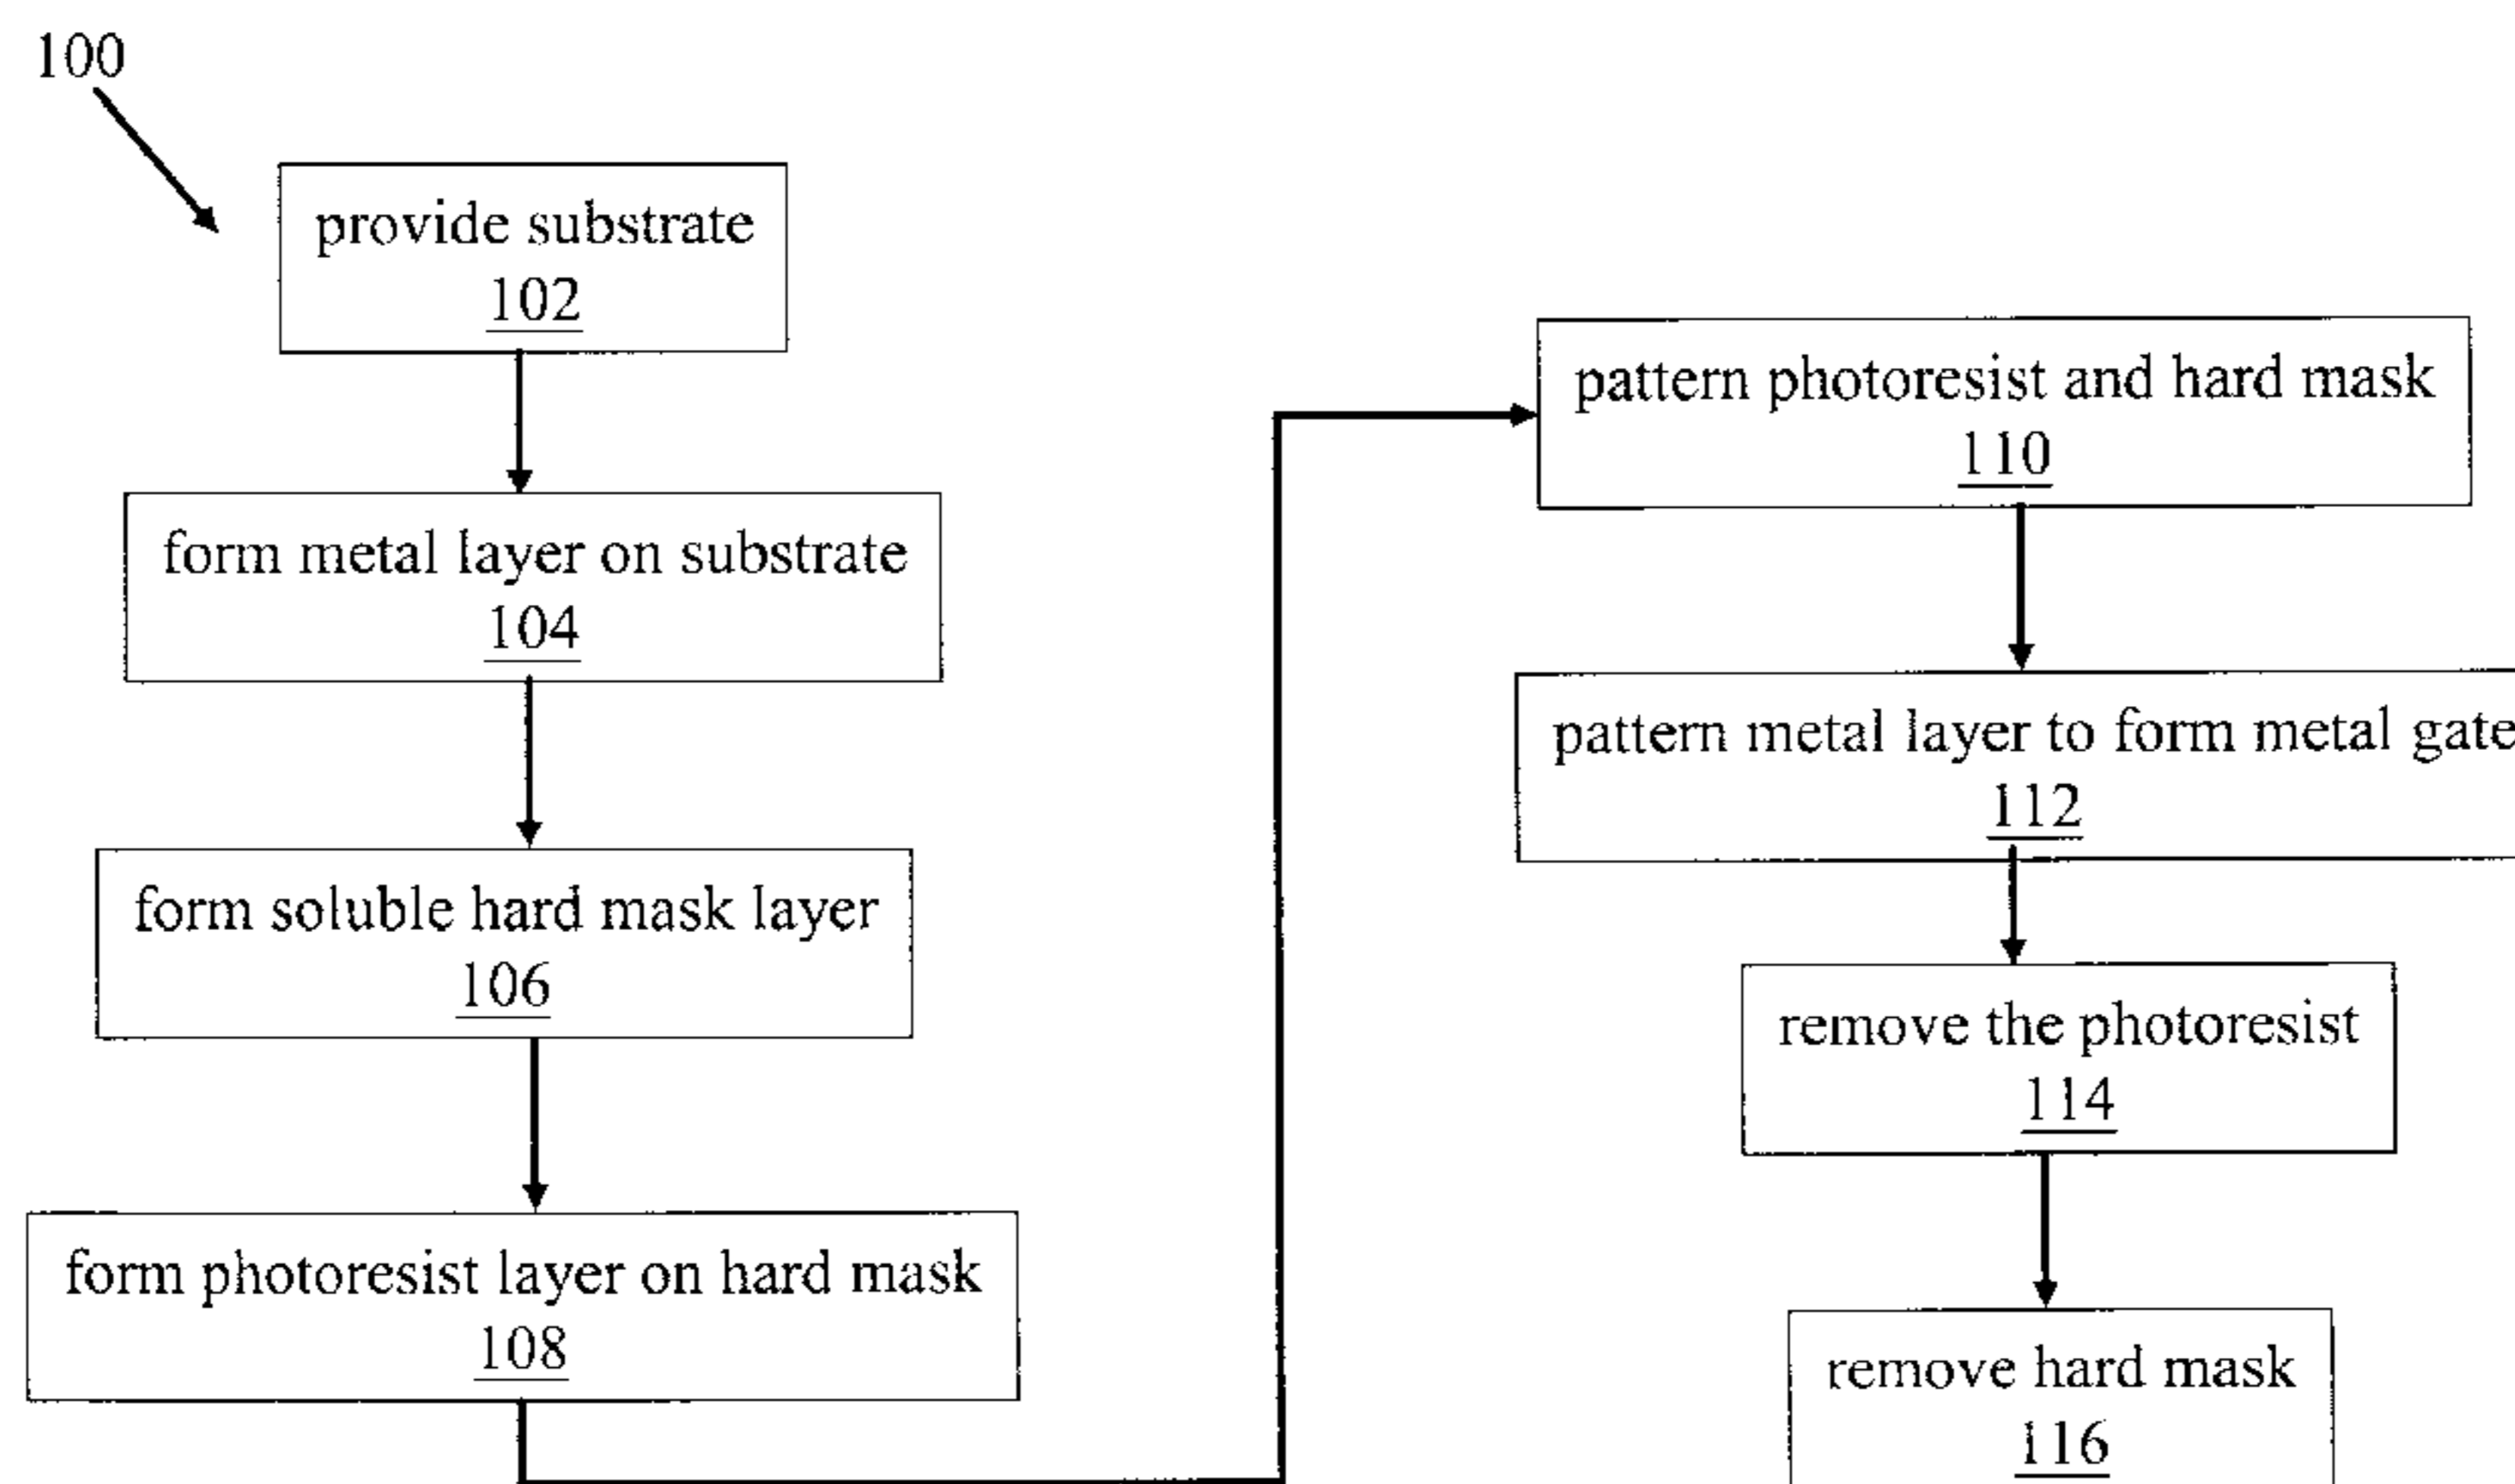 100
provide substrate
102
form metal layer on substrate
104
form soluble hard mask layer
106
form photoresist layer on hard mask
108
pattern photoresist and hard mask
110
pattern metal layer to form metal gate
112
remove the photoresist
114
remove hard mask
116